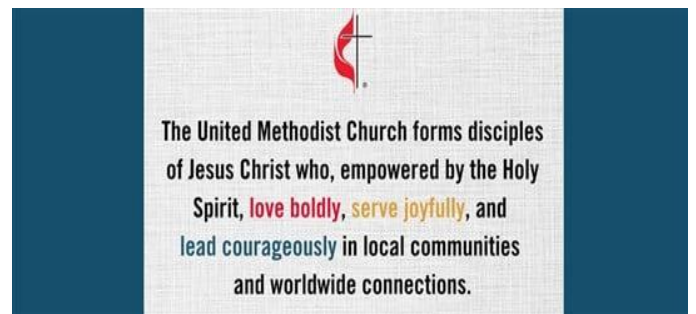 The United Methodist Church forms disciples
of Jesus Christ who, empowered by the Holy
Spirit, love boldly, serve joyfully, and
lead courageously in local communities
and worldwide connections.